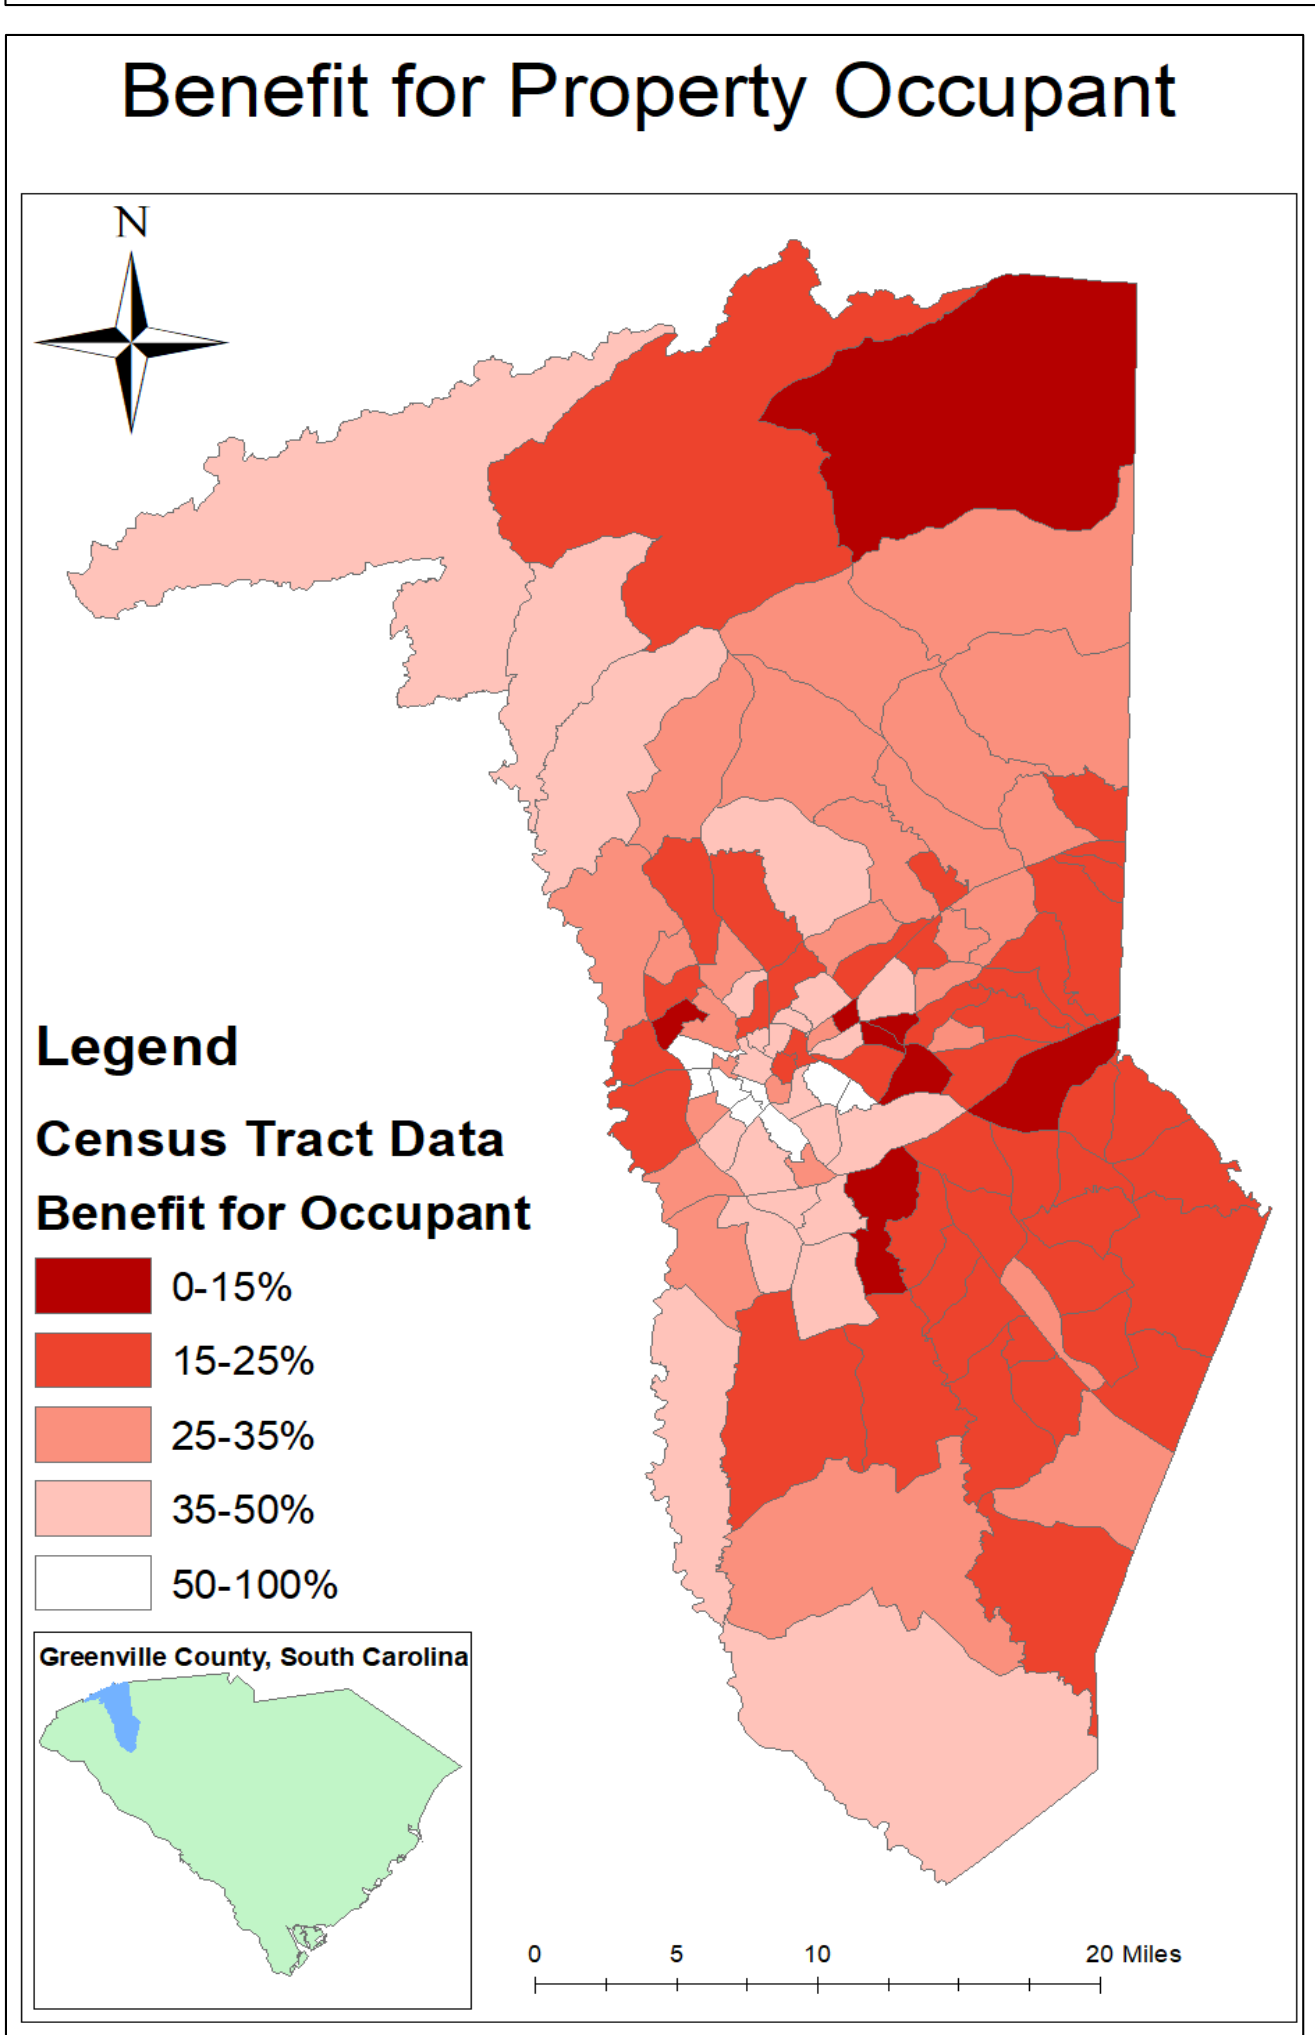 Benefit for Property Occupant
N
Legend
Census Tract Data
Benefit for Occupant
0-15%
15-25%
25-35%
35-50%
50-100%
Greenville County, South Carolina
0 5 10 20 Miles